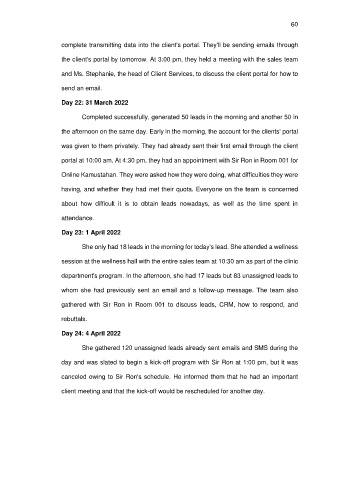 60
complete transmitting data into the client's portal. They'll be sending emails through
the client's portal by tomorrow. At 3:00 pm, they held a meeting with the sales team
and Ms. Stephanie, the head of Client Services, to discuss the client portal for how to
send an email.
Day 22: 31 March 2022
Completed successfully, generated 50 leads in the morning and another 50 in
the afternoon on the same day. Early in the morning, the account for the clients' portal
was given to them privately. They had already sent their first email through the client
portal at 10:00 am. At 4:30 pm, they had an appointment with Sir Ron in Room 001 for
Online Kamustahan. They were asked how they were doing, what difficulties they were
having, and whether they had met their quota. Everyone on the team is concerned
about how difficult it is to obtain leads nowadays, as well as the time spent in
attendance.
Day 23: 1 April 2022
She only had 18 leads in the morning for today's lead. She attended a wellness
session at the wellness hall with the entire sales team at 10:30 am as part of the clinic
department's program. In the afternoon, she had 17 leads but 83 unassigned leads to
whom she had previously sent an email and a follow-up message. The team also
gathered with Sir Ron in Room 001 to discuss leads, CRM, how to respond, and
rebuttals.
Day 24: 4 April 2022
She gathered 120 unassigned leads already sent emails and SMS during the
day and was slated to begin a kick-off program with Sir Ron at 1:00 pm, but it was
canceled owing to Sir Ron's schedule. He informed them that he had an important
client meeting and that the kick-off would be rescheduled for another day.